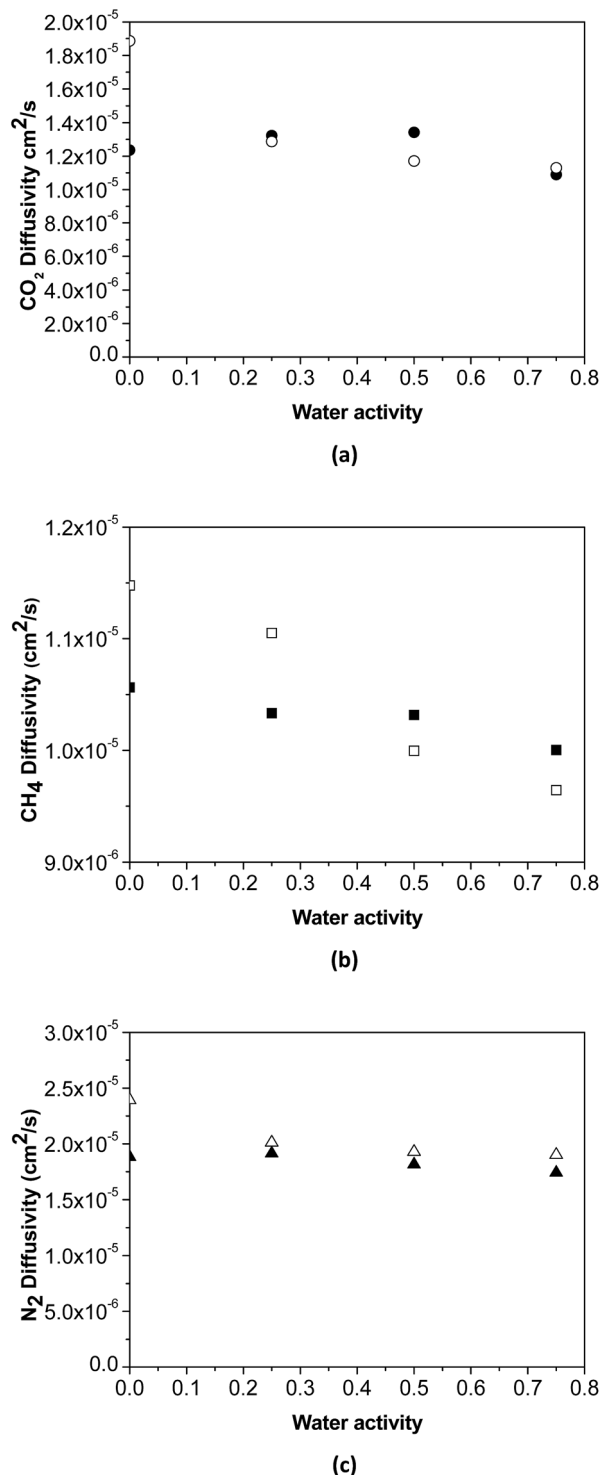 2.0x10⁻⁵
1.8x10⁻⁵
1.6x10⁻⁵
1.4x10⁻⁵
1.2x10⁻⁵
1.0x10⁻⁵
8.0x10⁻⁶
6.0x10⁻⁶
4.0x10⁻⁶
2.0x10⁻⁶
0.0
CO₂ Diffusivity cm²/s
0.0 0.1 0.2 0.3 0.4 0.5 0.6 0.7 0.8
Water activity
(a)
1.2x10⁻⁵
1.1x10⁻⁵
1.0x10⁻⁵
9.0x10⁻⁶
CH₄ Diffusivity (cm²/s)
0.0 0.1 0.2 0.3 0.4 0.5 0.6 0.7 0.8
Water activity
(b)
3.0x10⁻⁵
2.5x10⁻⁵
2.0x10⁻⁵
1.5x10⁻⁵
1.0x10⁻⁵
5.0x10⁻⁶
0.0
N₂ Diffusivity (cm²/s)
0.0 0.1 0.2 0.3 0.4 0.5 0.6 0.7 0.8
Water activity
(c)